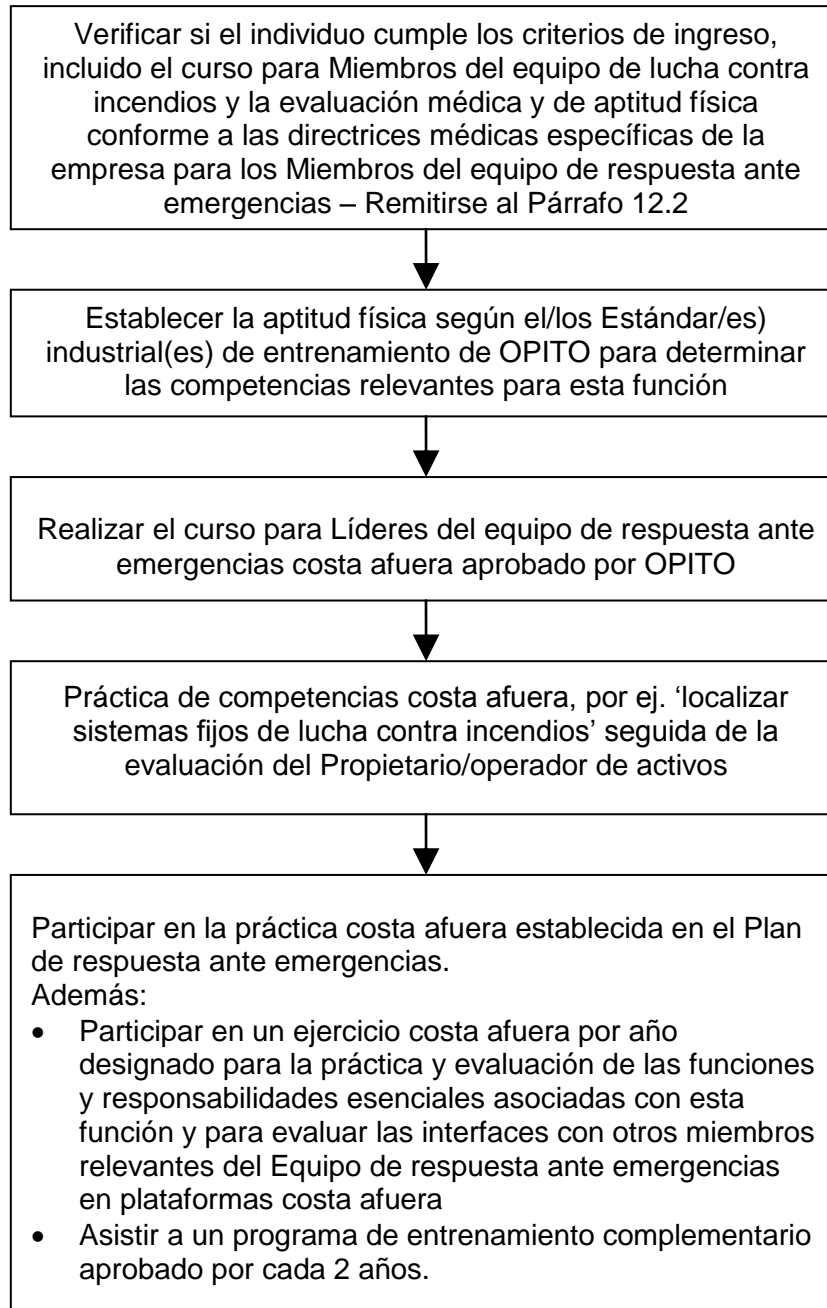 Verificar si el individuo cumple los criterios de ingreso,
incluido el curso para Miembros del equipo de lucha contra
incendios y la evaluación médica y de aptitud física
conforme a las directrices médicas específicas de la
empresa para los Miembros del equipo de respuesta ante
emergencias – Remitirse al Párrafo 12.2
Establecer la aptitud física según el/los Estándar/es)
industrial(es) de entrenamiento de OPITO para determinar
las competencias relevantes para esta función
Realizar el curso para Líderes del equipo de respuesta ante
emergencias costa afuera aprobado por OPITO
Práctica de competencias costa afuera, por ej. ‘localizar
sistemas fijos de lucha contra incendios’ seguida de la
evaluación del Propietario/operador de activos
Participar en la práctica costa afuera establecida en el Plan
de respuesta ante emergencias.
Además:
• Participar en un ejercicio costa afuera por año
designado para la práctica y evaluación de las funciones
y responsabilidades esenciales asociadas con esta
función y para evaluar las interfaces con otros miembros
relevantes del Equipo de respuesta ante emergencias
en plataformas costa afuera
• Asistir a un programa de entrenamiento complementario
aprobado por cada 2 años.